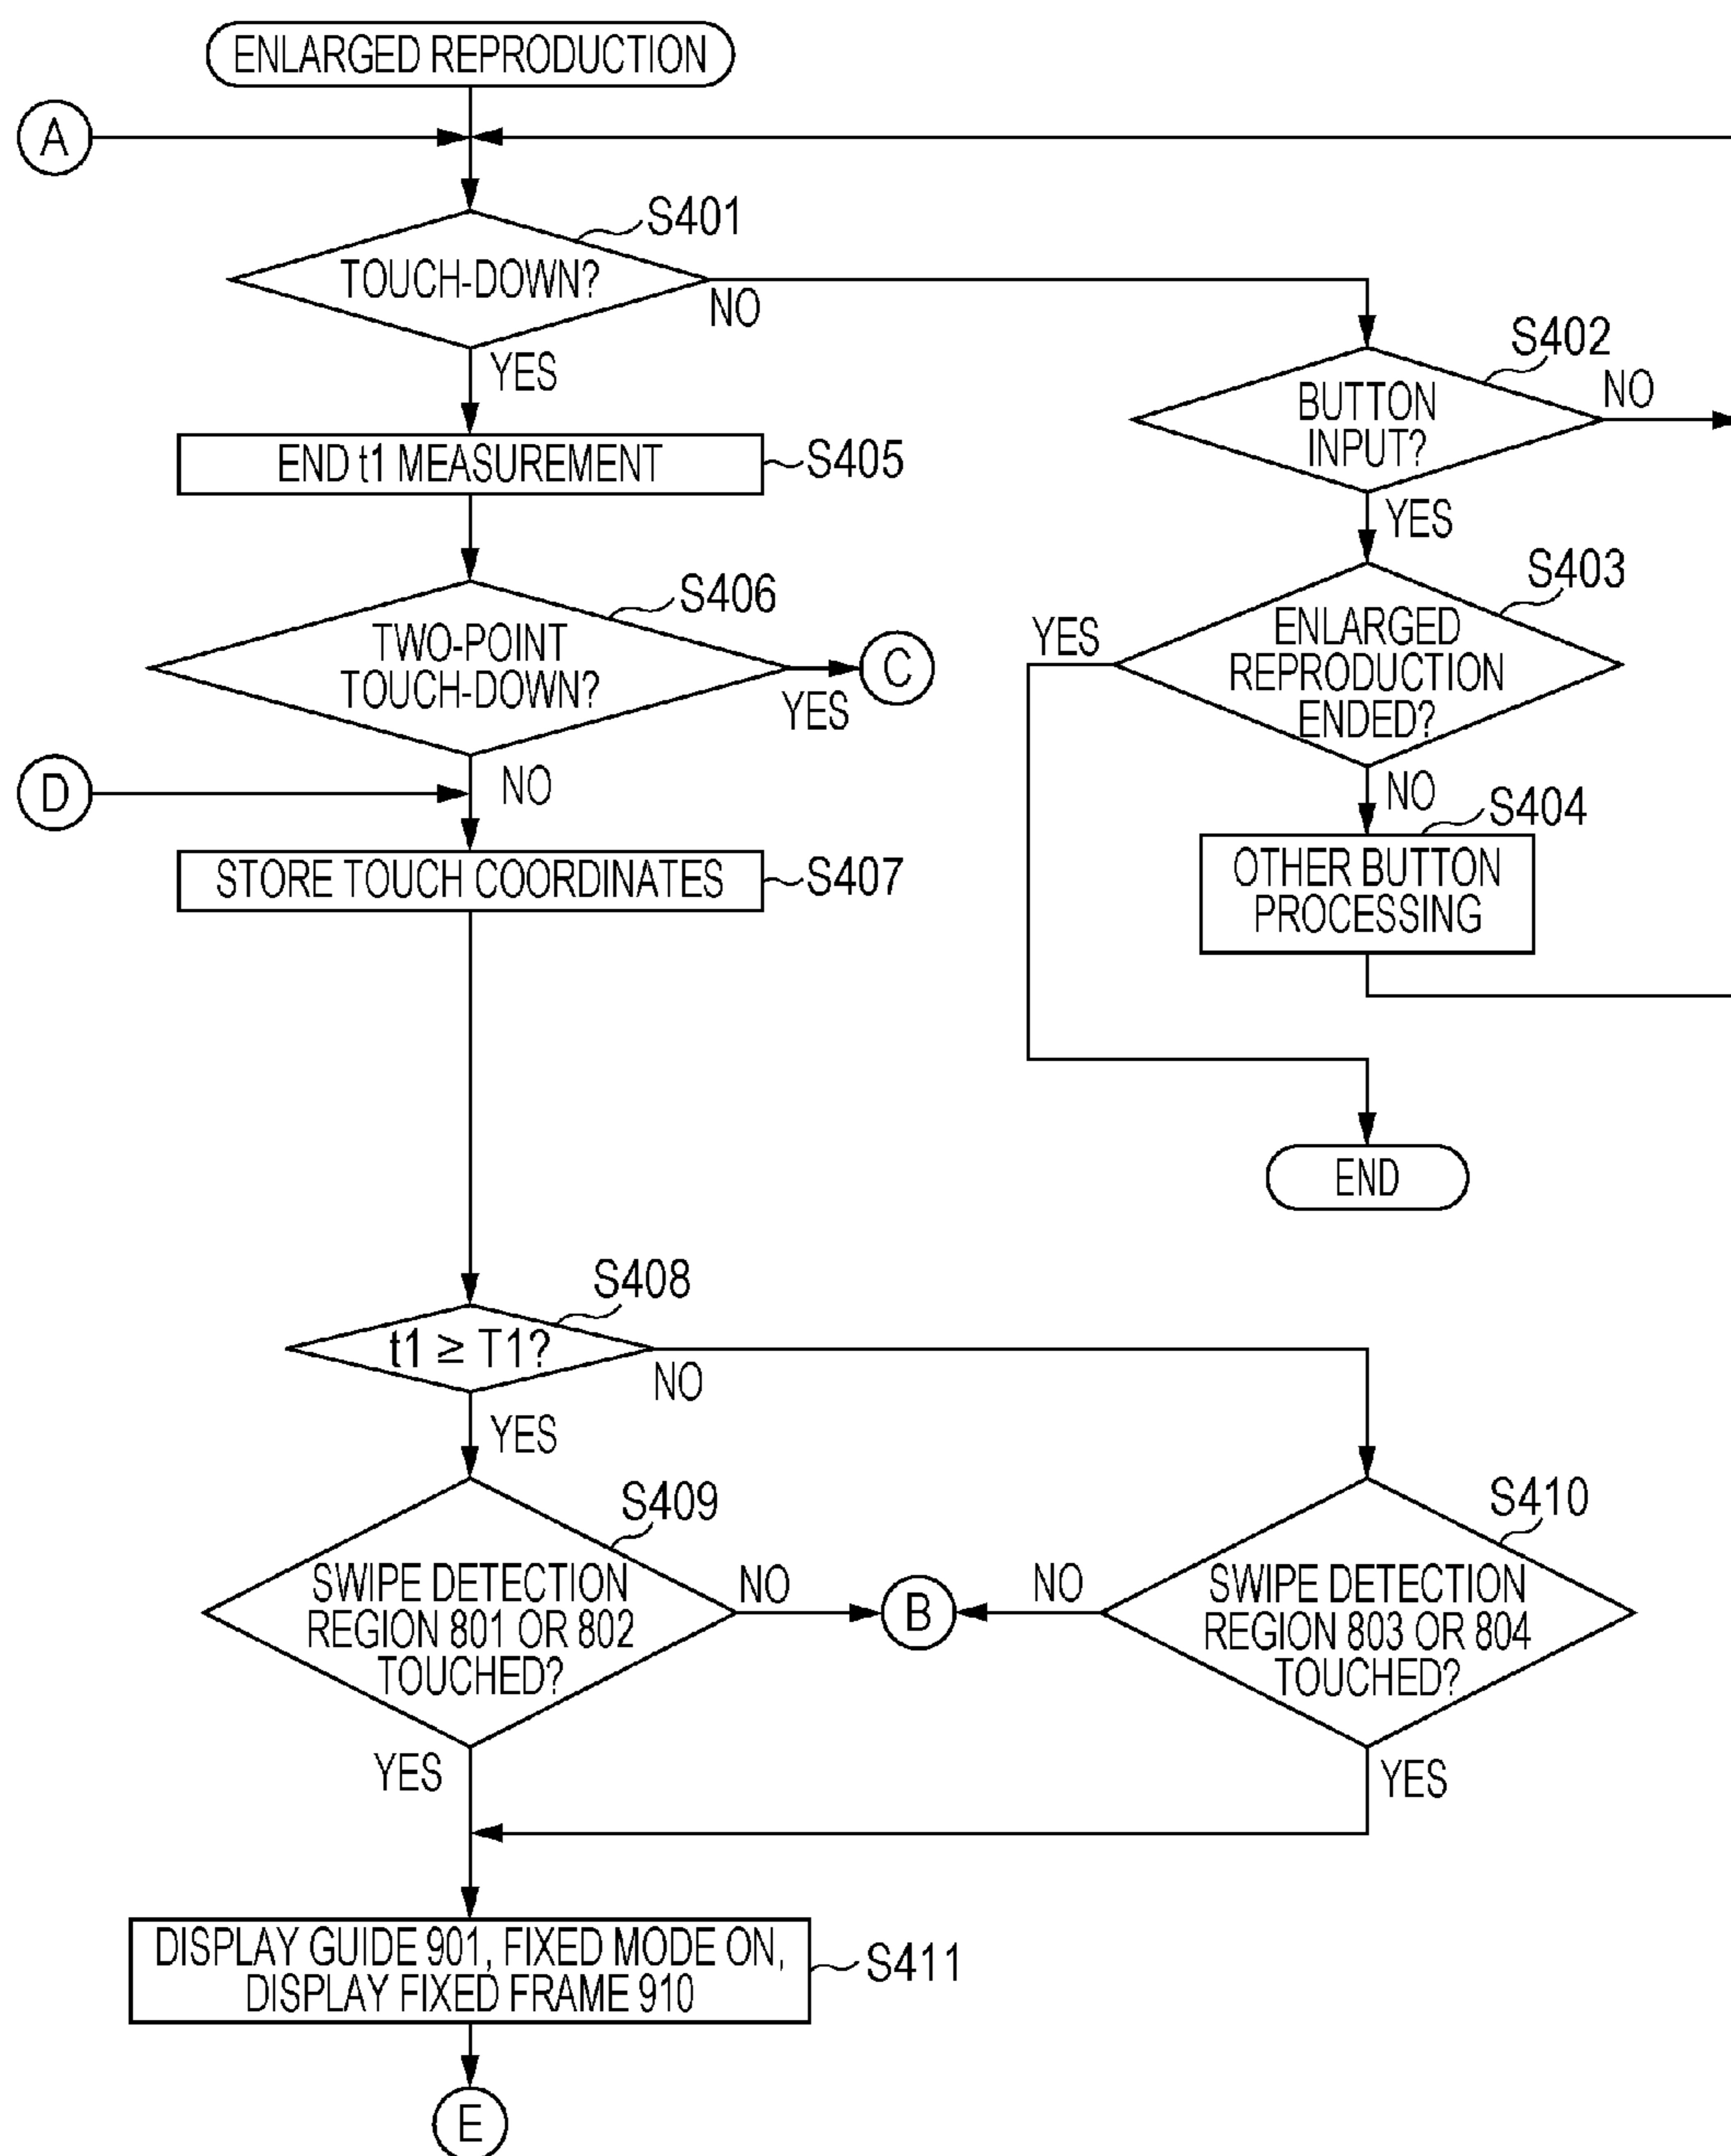 ENLARGED REPRODUCTION
A
S401
TOUCH-DOWN?
NO
YES
S402
BUTTON
INPUT?
NO
YES
END t1 MEASUREMENT
S405
S403
ENLARGED
REPRODUCTION
ENDED?
YES
NO
S406
TWO-POINT
TOUCH-DOWN?
YES
C
NO
D
S404
OTHER BUTTON
PROCESSING
STORE TOUCH COORDINATES
S407
END
S408
t1 ≥ T1?
NO
YES
S409
SWIPE DETECTION
REGION 801 OR 802
TOUCHED?
NO
YES
B
S410
SWIPE DETECTION
REGION 803 OR 804
TOUCHED?
NO
YES
DISPLAY GUIDE 901, FIXED MODE ON,
DISPLAY FIXED FRAME 910
S411
E